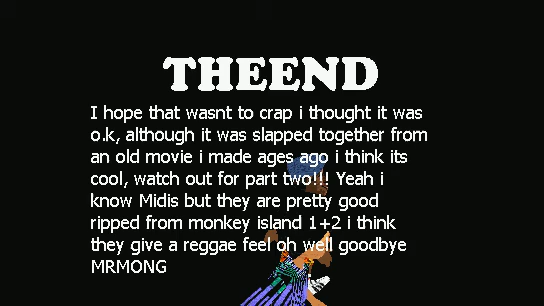 THEEND
I hope that wasnt to crap i thought it was
o.k, although it was slapped together from
an old movie i made ages ago i think its
cool, watch out for part two!!! Yeah i
know Midis but they are pretty good
ripped from monkey island 1+2 i think
they give a reggae feel oh well goodbye
MRMONG